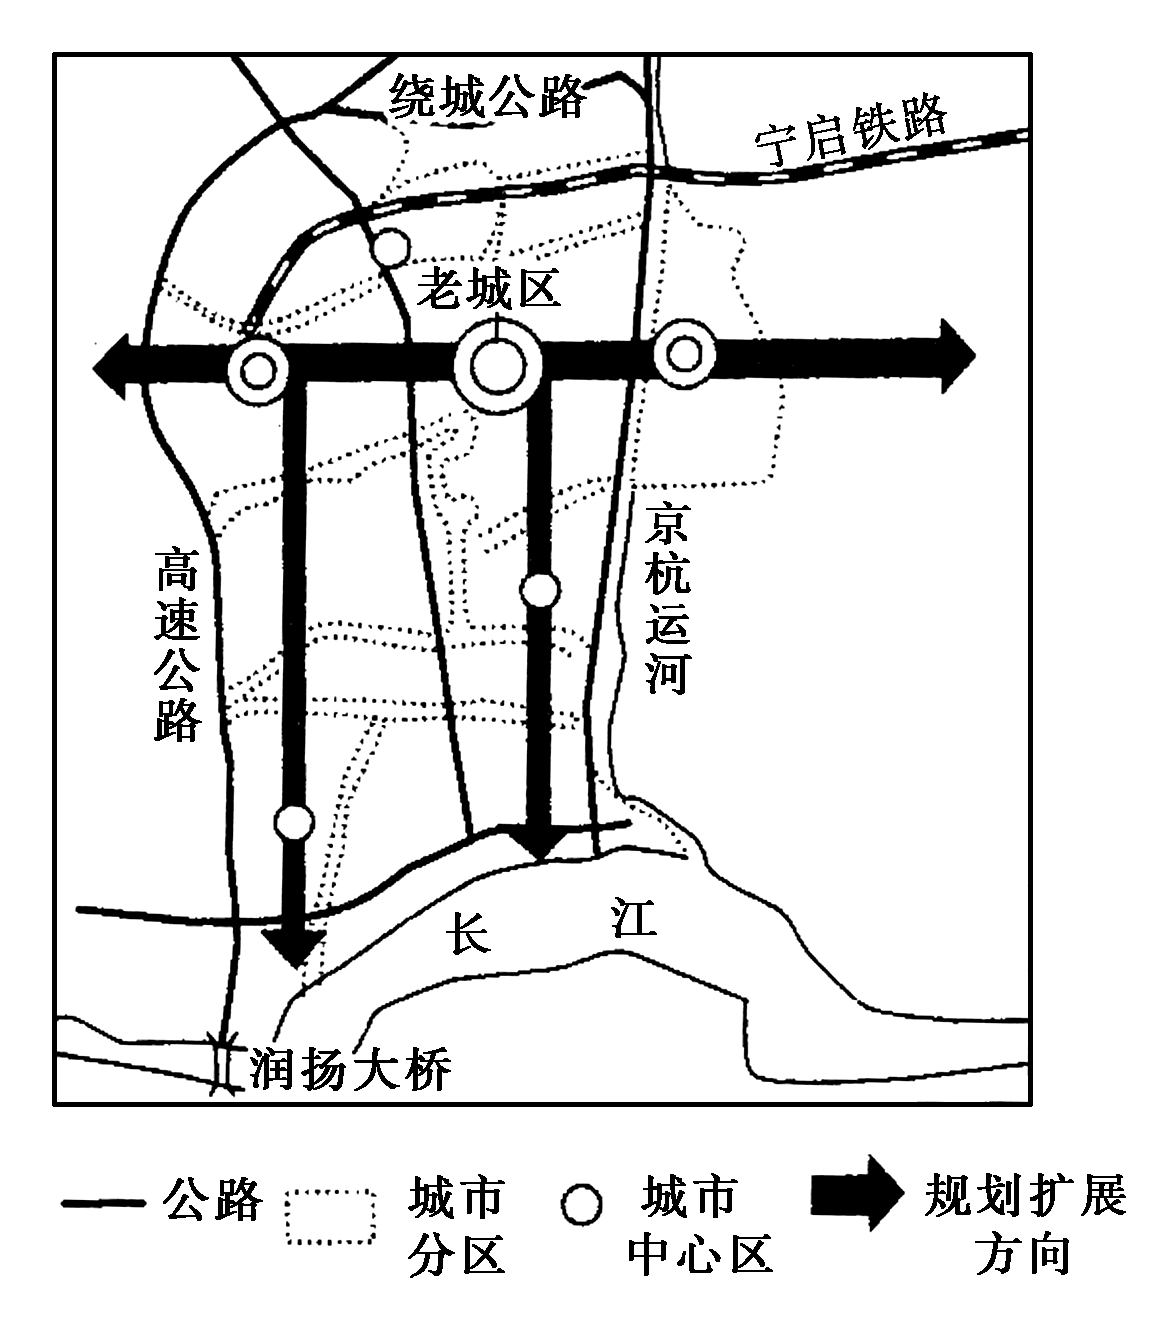 绕城公路
宁启铁路
老城区
高速公路
京杭运河
长江
润扬大桥
公路
城市分区
城市中心区
规划扩展方向